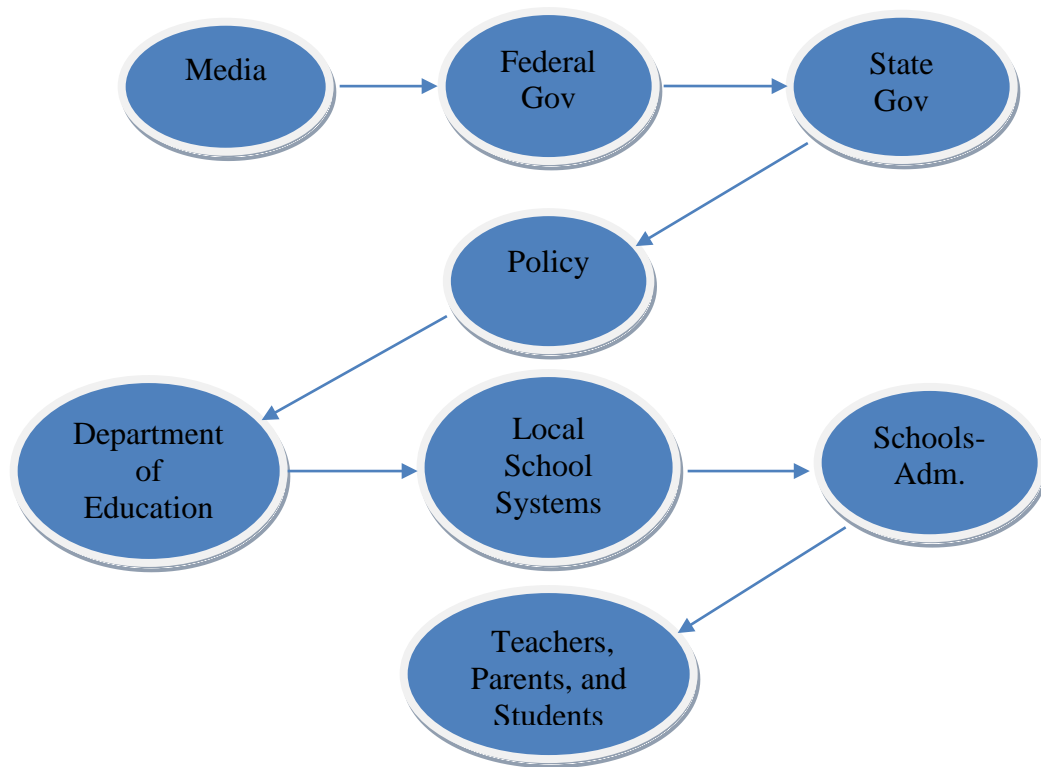 Media
Federal
Gov
State
Gov
Policy
Department
of
Education
Local
School
Systems
Schools-
Adm.
Teachers,
Parents, and
Students